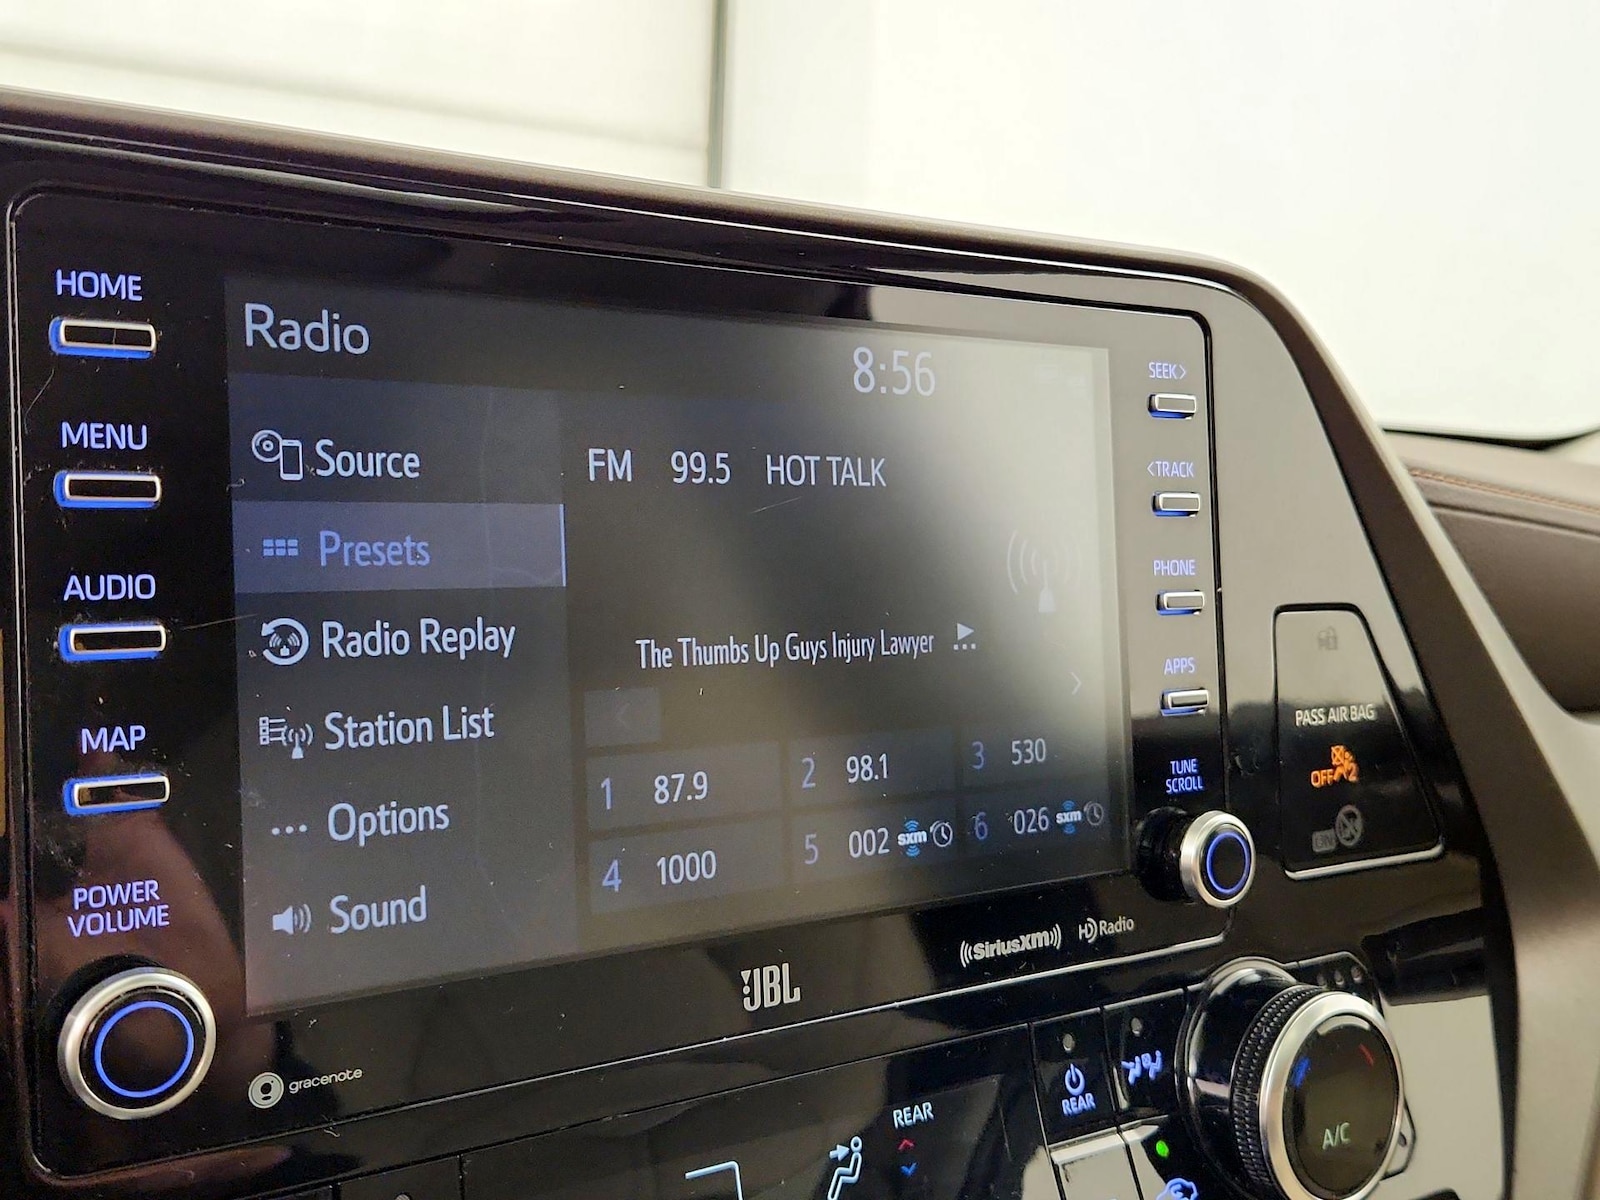 HOME
MENU
AUDIO
MAP
POWER
VOLUME
Radio
8:56
Source
Presets
Radio Replay
Station List
Options
Sound
FM 99.5 HOT TALK
The Thumbs Up Guys Injury Lawyer
1 87.9
2 98.1
3 530
4 1000
5 002 sxm
6 026 sxm
SEEK>
<TRACK
PHONE
APPS
TUNE
SCROLL
PASS AIR BAG
OFF 2
gracenote
JBL
((SiriusXM))
HD Radio
REAR
REAR
A/C